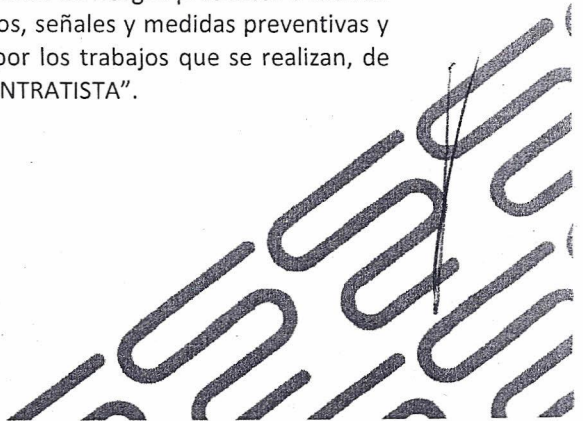 os, señales y medidas preventivas y
por los trabajos que se realizan, de
NTRATISTA”.